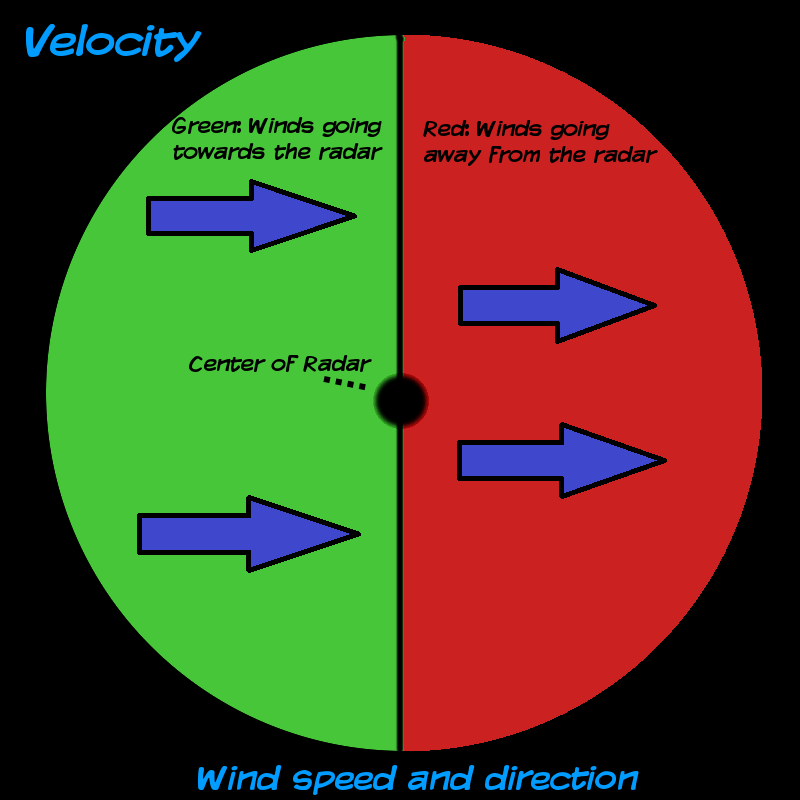 Velocity
Green: Winds going
towards the radar
Red: Winds going
away from the radar
Center of Radar
Wind speed and direction